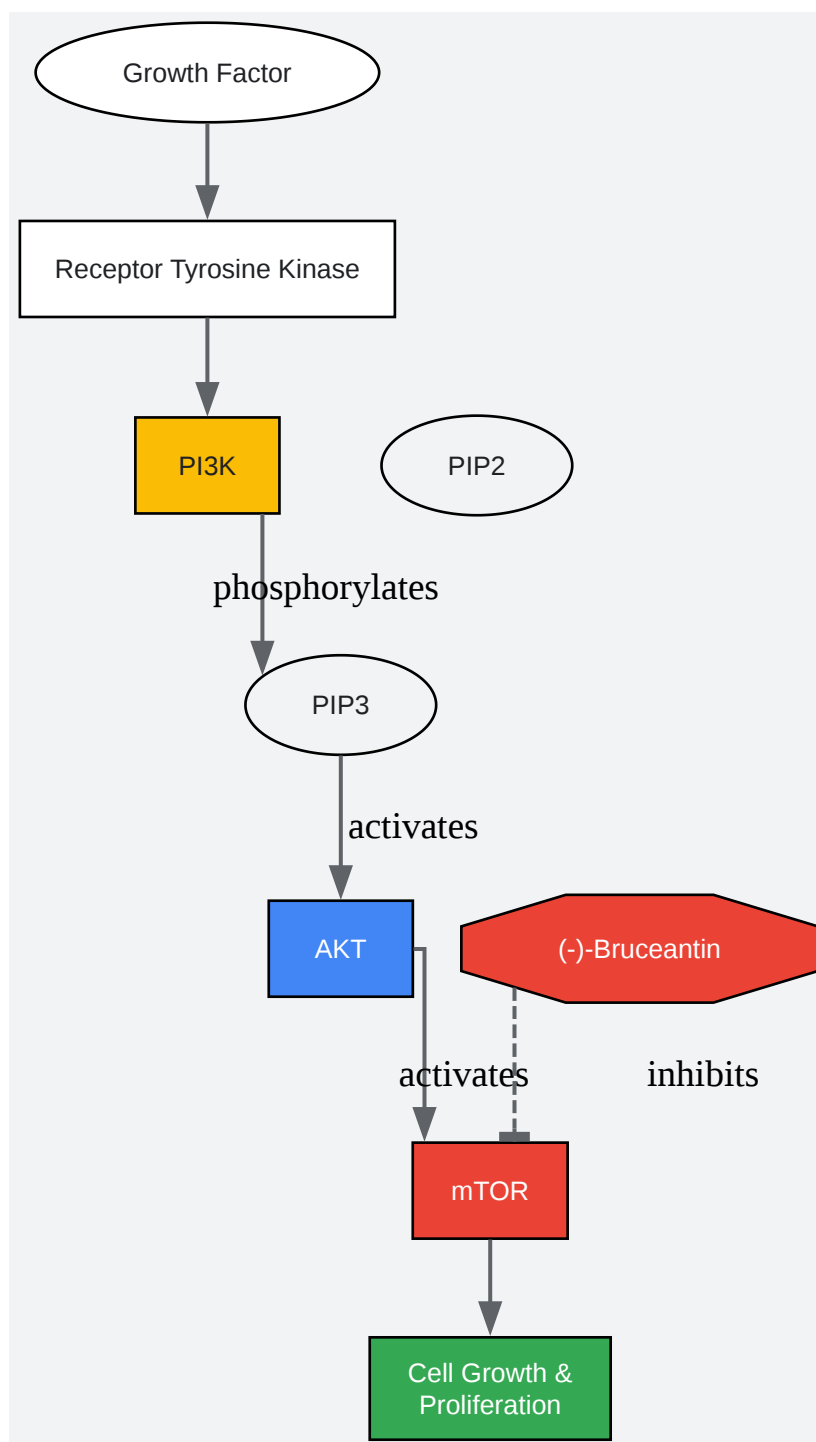 Growth Factor
Receptor Tyrosine Kinase
PI3K
PIP2
phosphorylates
PIP3
activates
AKT
(-)-Bruceantin
activates
inhibits
mTOR
Cell Growth &
Proliferation